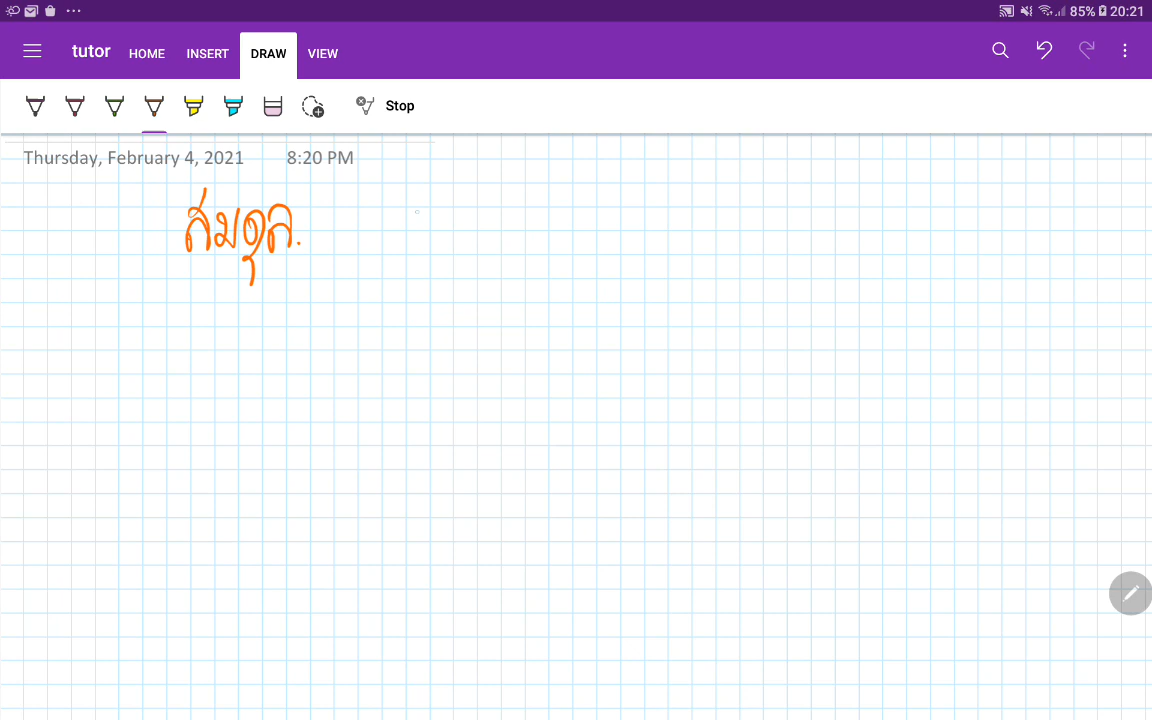 85% 20:21
tutor HOME INSERT DRAW VIEW
Stop
Thursday, February 4, 2021 8:20 PM
สมดุล.